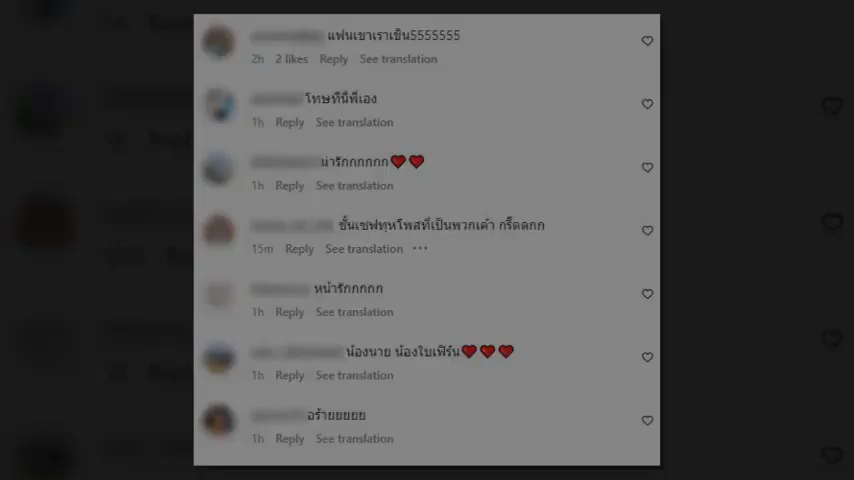 แฟนเขาเราเขิน5555555
2h 2 likes Reply See translation
โทษทีนี่พี่เอง
1h Reply See translation
น่ารักกกกกก❤️❤️
1h Reply See translation
ชั้นเซฟทุหโพสที่เป็นพวกเค้า กรี๊ดดกก
15m Reply See translation •••
หน้ารักกกกก
1h Reply See translation
น้องนาย น้องใบเฟิร์น❤️❤️❤️
1h Reply See translation
อร้ายยยยย
1h Reply See translation